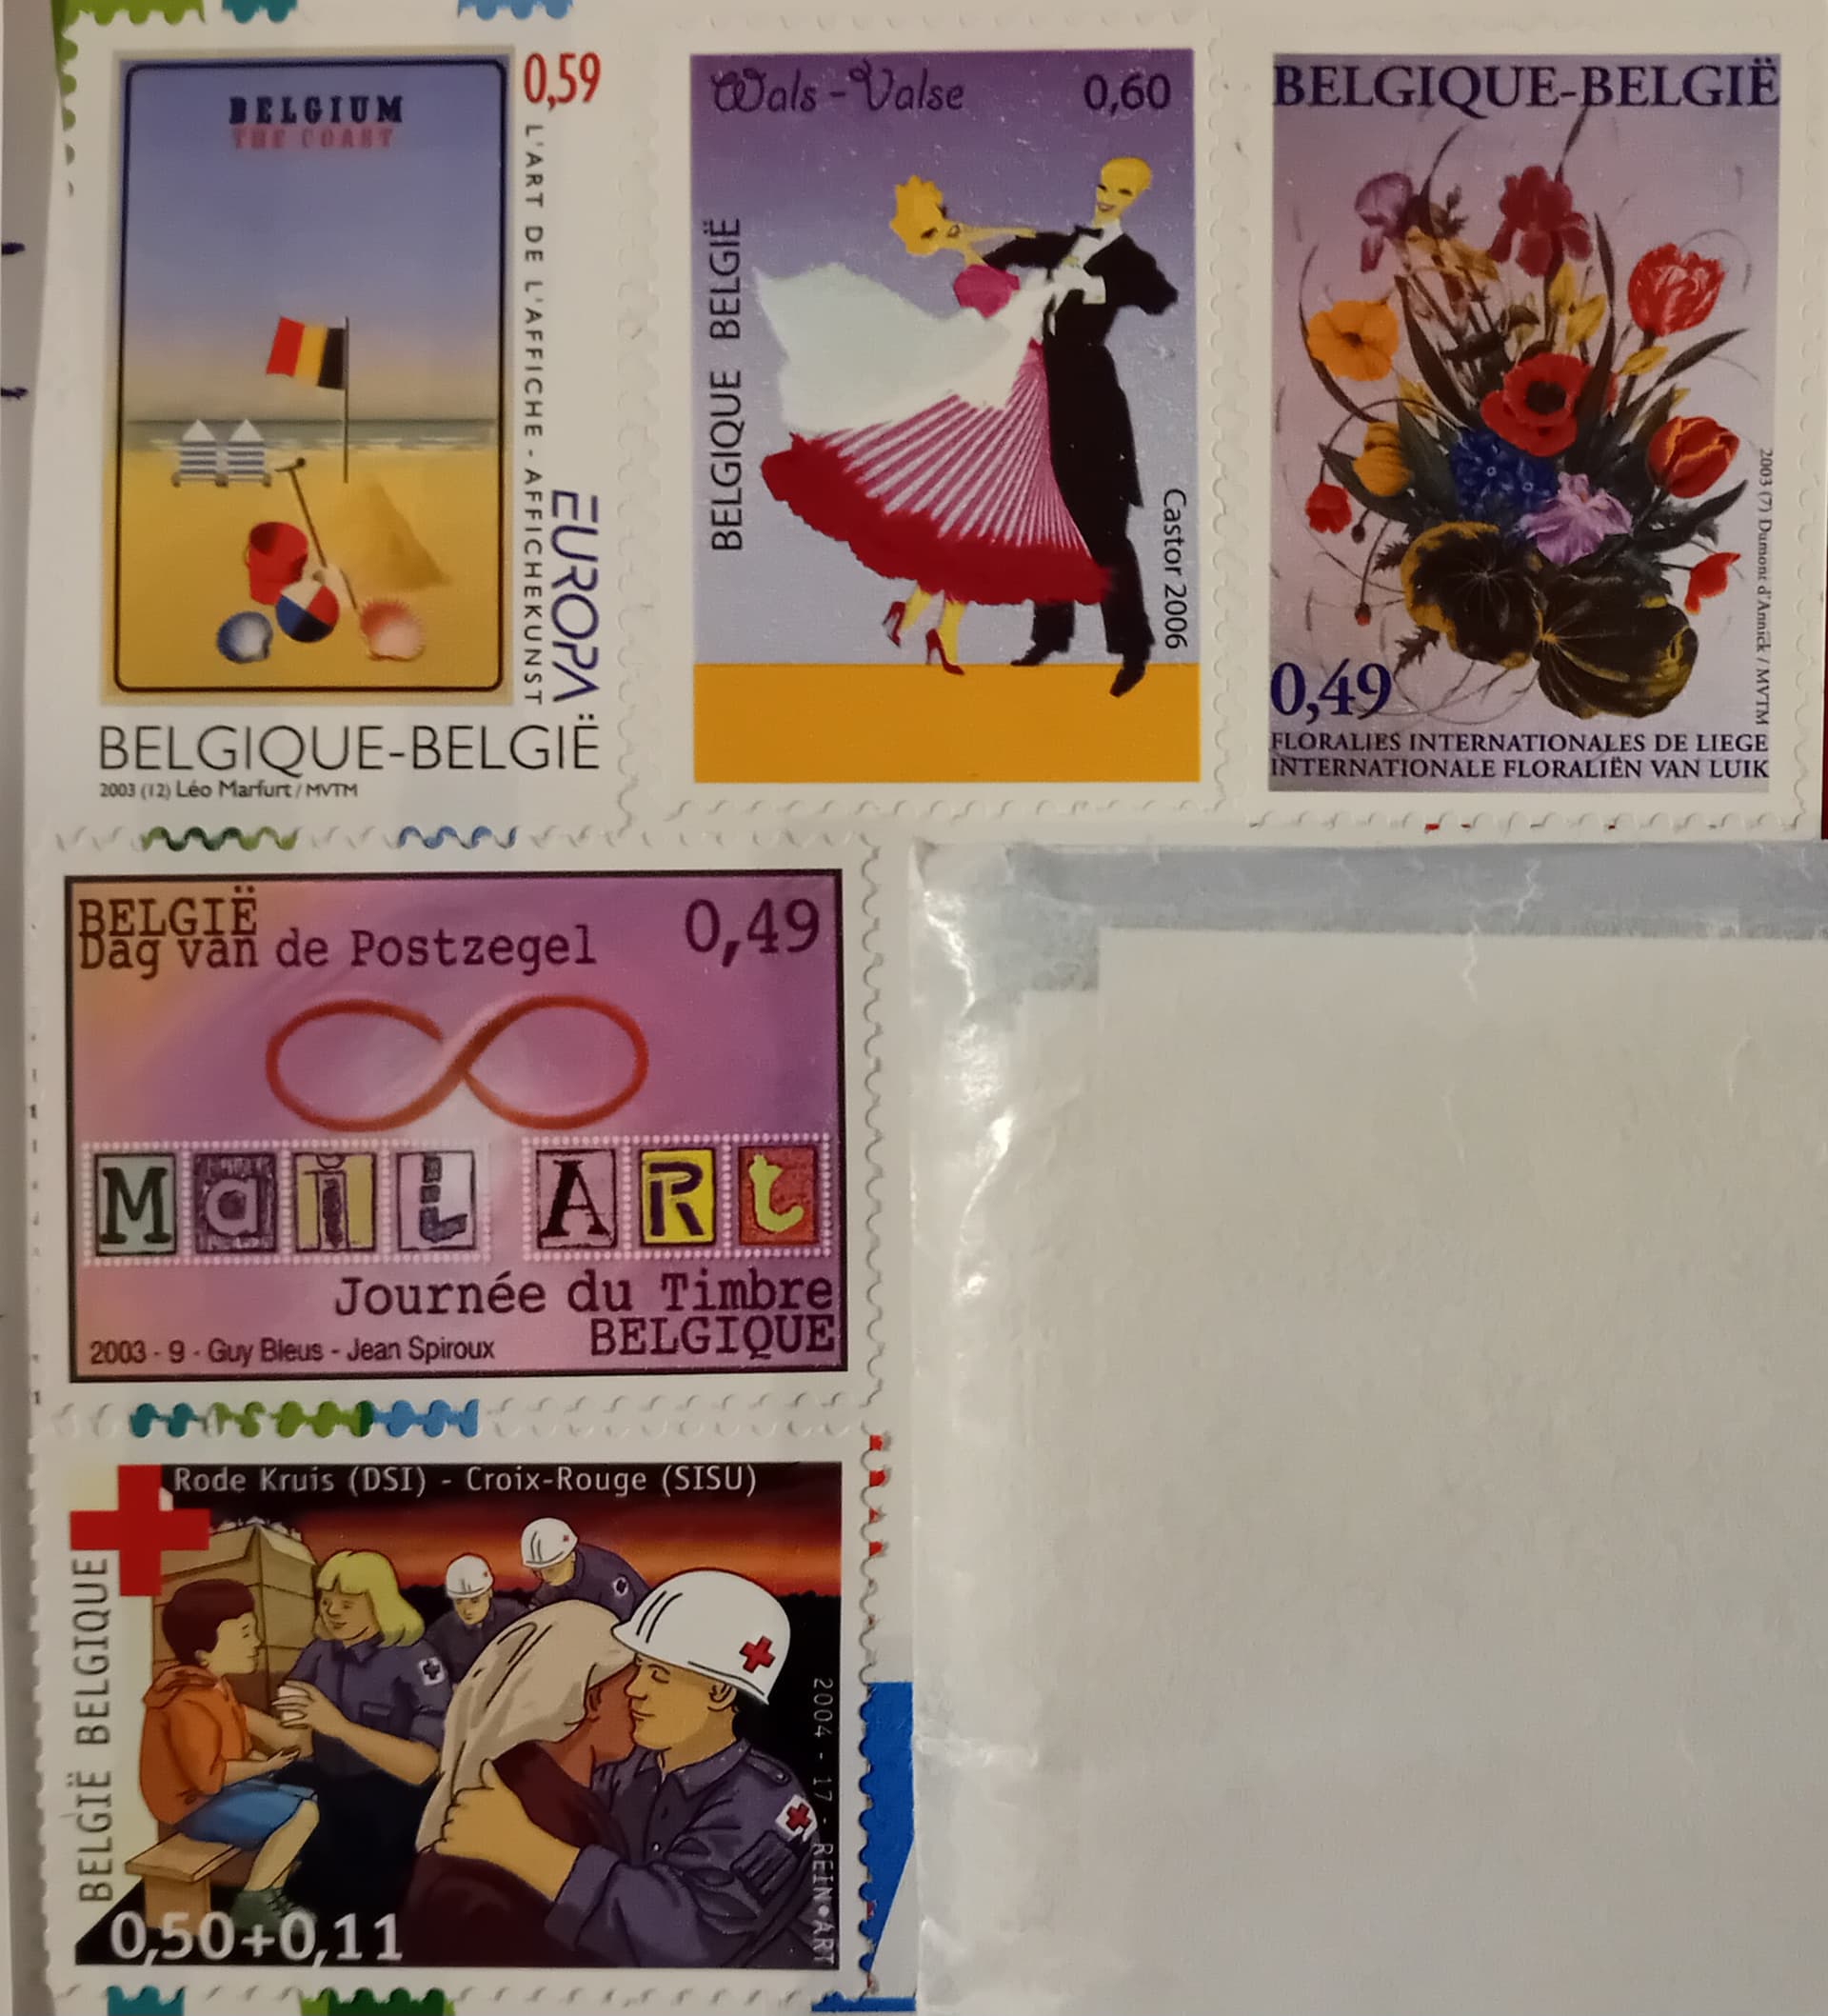 BELGIUM
THE COAST
0,59
L'ART DE L'AFFICHE - AFFICHEKUNST
EUROPA
BELGIQUE-BELGIË
2003 (12) Léo Marfurt / MVTM
Wals - Valse
0,60
BELGIQUE BELGIË
Castor 2006
BELGIQUE-BELGIË
2003 (7) Dumont d'Annick / MVTM
0,49
FLORALIES INTERNATIONALES DE LIEGE
INTERNATIONALE FLORALIËN VAN LUIK
BELGIË
Dag van de Postzegel
0,49
MaiL ARt
Journée du Timbre
BELGIQUE
2003 - 9 - Guy Bleus - Jean Spiroux
Rode Kruis (DSI) - Croix-Rouge (SISU)
BELGIË BELGIQUE
2004 - 17 - REIN•ART
0,50+0,11